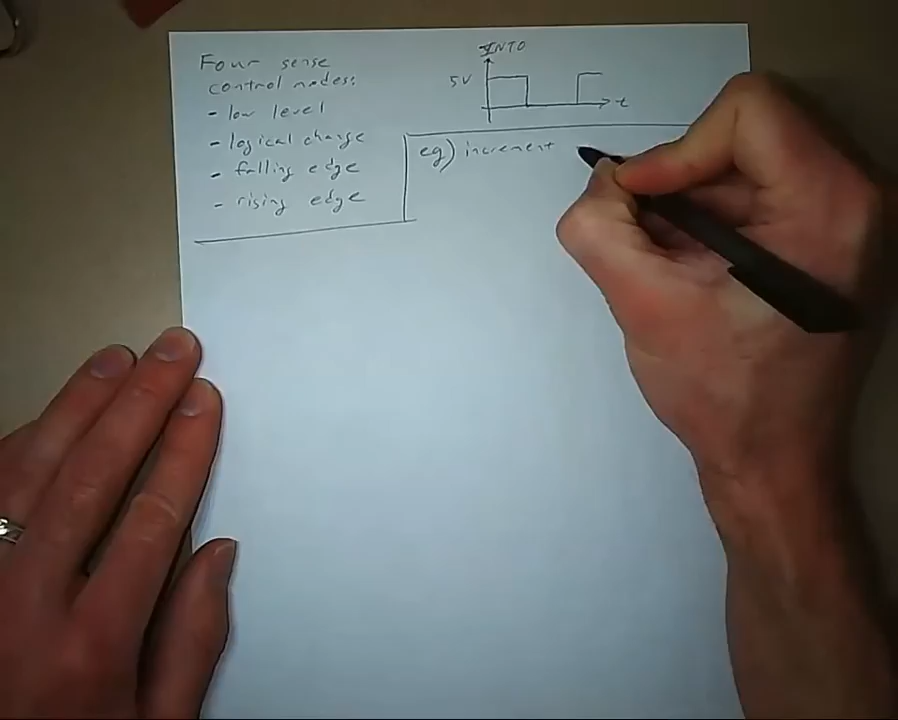 Four sense
control modes:
- low level
- logical change
- falling edge
- rising edge
INT0
5V
t
eg) increment